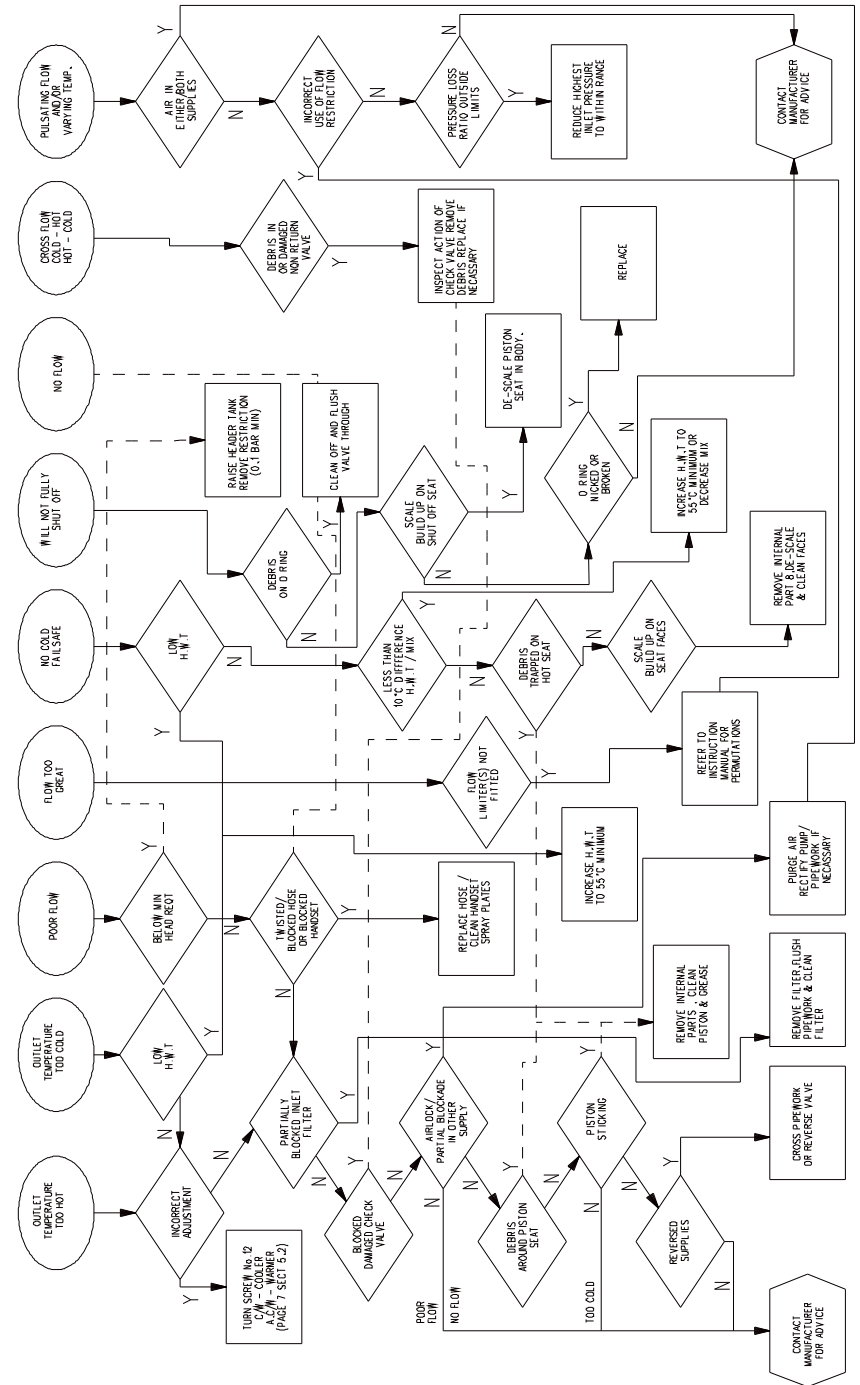 OUTLET
TEMPERATURE
TOO HOT
OUTLET
TEMPERATURE
TOO COLD
POOR FLOW
FLOW TOO
GREAT
NO COLD
FAILSAFE
WILL NOT FULLY
SHUT OFF
NO FLOW
CROSS FLOW
COLD - HOT
HOT - COLD
PULSATING FLOW
AND/OR
VARYING TEMP.
INCORRECT
ADJUSTMENT
N
Y
N
LOW
H.W.T
Y
N
BELOW MIN
HEAD REQT
Y
N
LOW
H.W.T
Y
N
RAISE HEADER TANK
REMOVE RESTRICTION
(0.1 BAR MIN)
AIR IN
EITHER/BOTH
SUPPLIES
Y
N
TURN SCREW No.12
C/W - COOLER
A.C/W - WARMER
(PAGE 7 SECT 5.2)
PARTIALLY
BLOCKED INLET
FILTER
N
Y
TWISTED/
BLOCKED HOSE
OR BLOCKED
HANDSET
N
Y
DEBRIS
ON O RING
N
Y
CLEAN OFF AND FLUSH
VALVE THROUGH
DEBRIS IN
OR DAMAGED
NON RETURN
VALVE
Y
INCORRECT
USE OF FLOW
RESTRICTION
Y
N
BLOCKED
DAMAGED CHECK
VALVE
Y
N
REPLACE HOSE/
CLEAN HANDSET
SPRAY PLATES
FLOW
LIMITER(S) NOT
FITTED
Y
LESS THAN
10°C DIFFERENCE
H.W.T / MIX
Y
N
SCALE
BUILD UP ON
SHUT OFF SEAT
N
Y
INSPECT ACTION OF
CHECK VALVE REMOVE
DEBRIS REPLACE IF
NECASSARY
PRESSURE LOSS
RATIO OUTSIDE
LIMITS
N
Y
AIRLOCK/
PARTIAL BLOCKADE
IN OTHER
SUPPLY
Y
N
N
POOR
FLOW
NO FLOW
DEBRIS
AROUND PISTON
SEAT
Y
N
INCREASE H.W.T
TO 55°C MINIMUM
DEBRIS
TRAPPED ON
HOT SEAT
Y
N
DE-SCALE PISTON
SEAT IN BODY.
REDUCE HIGHEST
INLET PRESSURE
TO WITHIN RANGE
PISTON
STICKING
Y
N
N
TOO COLD
REMOVE INTERNAL
PARTS , CLEAN
PISTON & GREASE
REFER TO
INSTRUCTION
MANUAL FOR
PERMUTATIONS
SCALE
BUILD UP ON
SEAT FACES
INCREASE H.W.T TO
55°C MINIMUM OR
DECREASE MIX
O RING
NICKED OR
BROKEN
Y
N
REPLACE
REVERSED
SUPPLIES
Y
N
CONTACT
MANUFACTURER
FOR ADVICE
CROSS PIPEWORK
OR REVERSE VALVE
REMOVE FILTER,FLUSH
PIPEWORK & CLEAN
FILTER
PURGE AIR
RECTIFY PUMP/
PIPEWORK IF
NECASSARY
REMOVE INTERNAL
PART 8,DE-SCALE
& CLEAN FACES
CONTACT
MANUFACTURER
FOR ADVICE